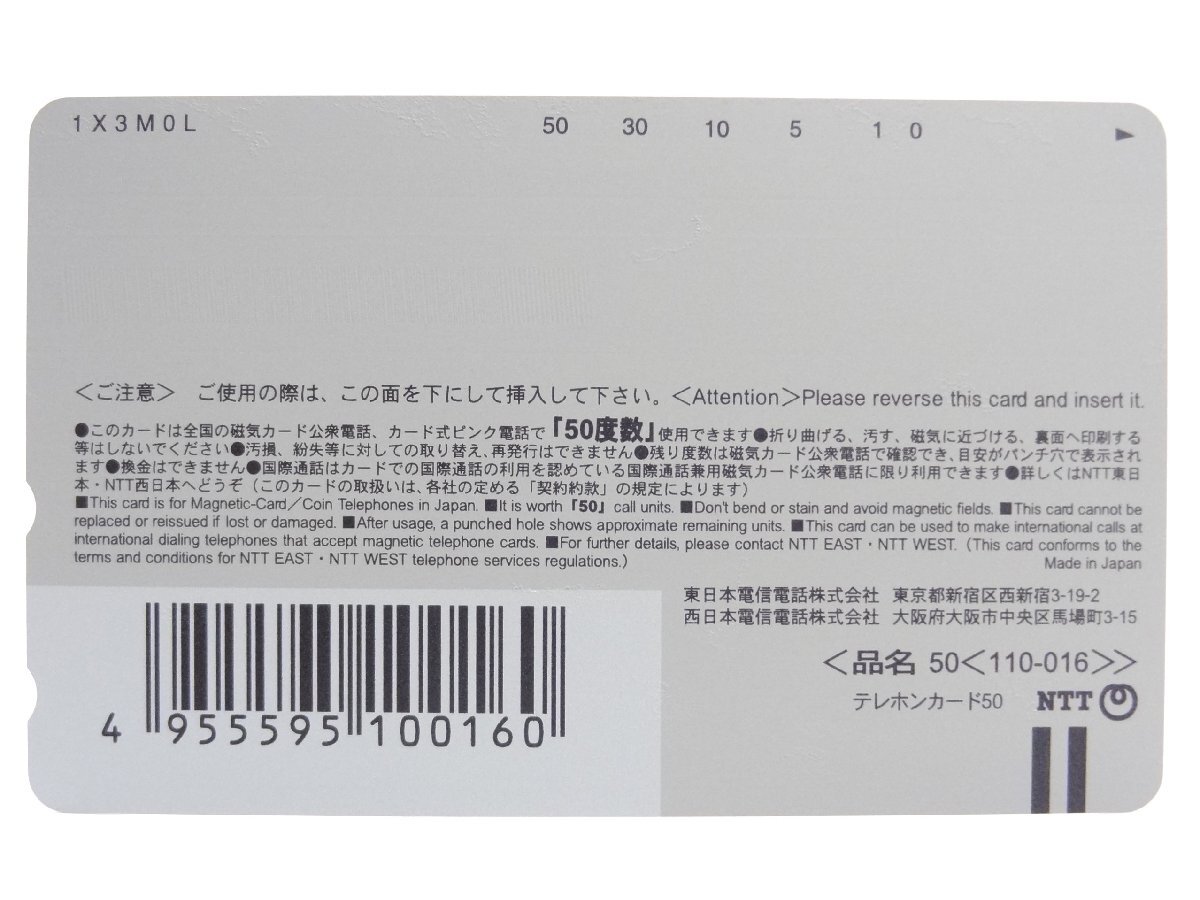 1X3M0L 50 30 10 5 1 0 ▶
＜ご注意＞ ご使用の際は、この面を下にして挿入して下さい。＜Attention＞Please reverse this card and insert it.
●このカードは全国の磁気カード公衆電話、カード式ピンク電話で「50度数」使用できます●折り曲げる、汚す、磁気に近づける、裏面へ印刷する
等はしないでください●汚損、紛失等に対しての取り替え、再発行はできません●残り度数は磁気カード公衆電話で確認でき、目安がパンチ穴で表示され
ます●換金はできません●国際通話はカードでの国際通話の利用を認めている国際通話兼用磁気カード公衆電話に限り利用できます●詳しくはNTT東日
本・NTT西日本へどうぞ（このカードの取扱いは、各社の定める「契約約款」の規定によります）
■This card is for Magnetic-Card／Coin Telephones in Japan. ■It is worth「50」call units. ■Don't bend or stain and avoid magnetic fields. ■This card cannot be
replaced or reissued if lost or damaged. ■After usage, a punched hole shows approximate remaining units. ■This card can be used to make international calls at
international dialing telephones that accept magnetic telephone cards. ■For further details, please contact NTT EAST・NTT WEST.（This card conforms to the
terms and conditions for NTT EAST・NTT WEST telephone services regulations.） Made in Japan
東日本電信電話株式会社 東京都新宿区西新宿3-19-2
西日本電信電話株式会社 大阪府大阪市中央区馬場町3-15
＜品名 50＜110-016＞＞
テレホンカード50 NTT
4 955595 100160